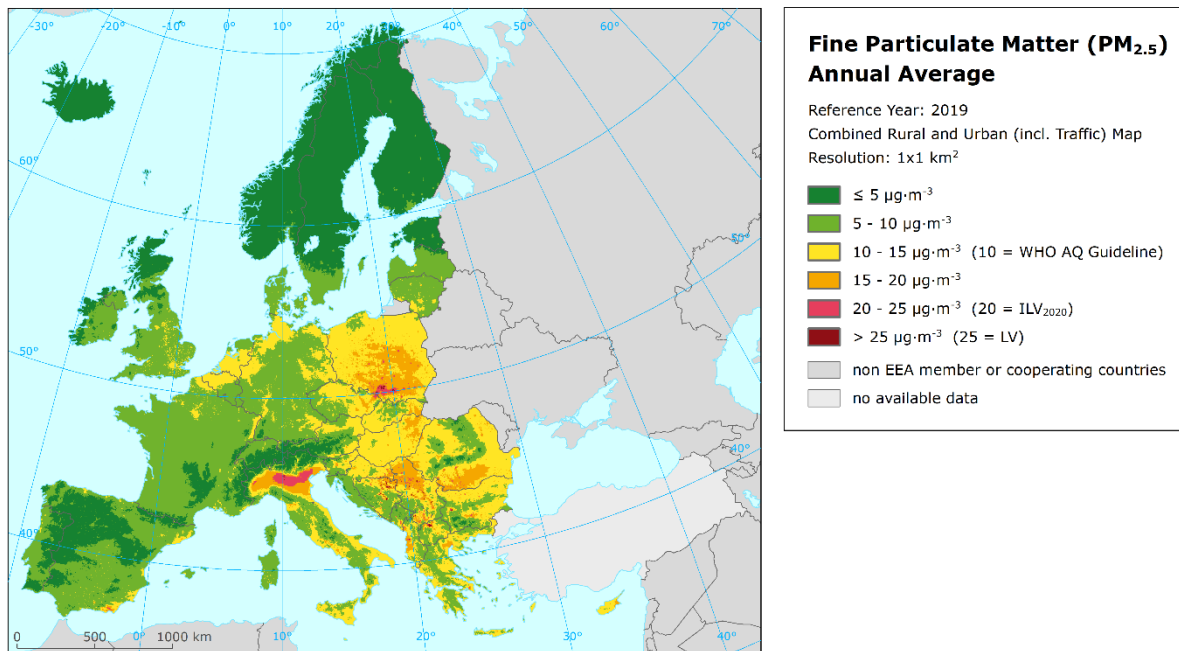 -30° -20° -10° 0° 10° 20° 30° 40° 50° 60°
60°
50°
50°
40°
40°
0 500 1000 km
0° 10° 20° 30° 40°
Fine Particulate Matter (PM₂.₅)
Annual Average
Reference Year: 2019
Combined Rural and Urban (incl. Traffic) Map
Resolution: 1x1 km²
≤ 5 µg·m⁻³
5 - 10 µg·m⁻³
10 - 15 µg·m⁻³ (10 = WHO AQ Guideline)
15 - 20 µg·m⁻³
20 - 25 µg·m⁻³ (20 = ILV₂₀₂₀)
> 25 µg·m⁻³ (25 = LV)
non EEA member or cooperating countries
no available data